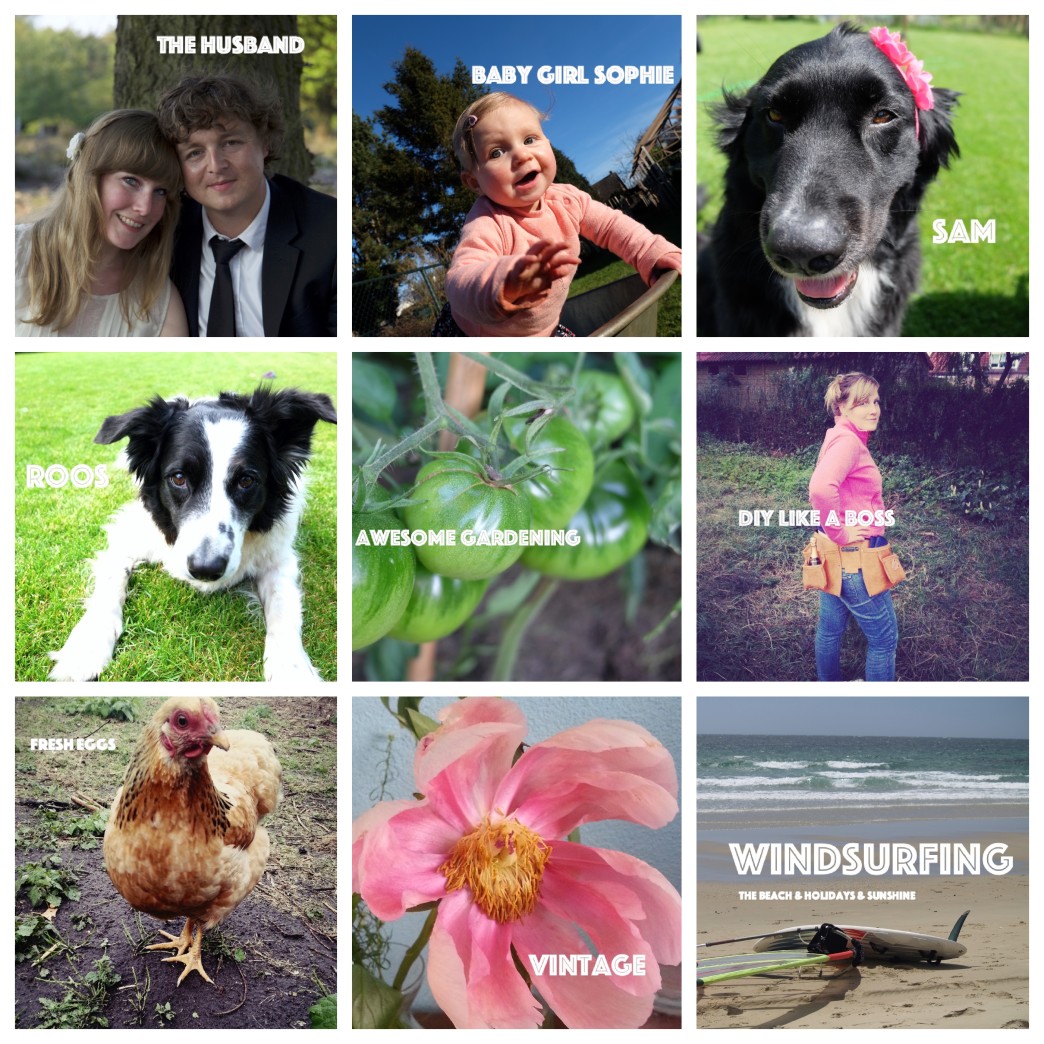 THE HUSBAND
BABY GIRL SOPHIE
SAM
ROOS
AWESOME GARDENING
DIY LIKE A BOSS
FRESH EGGS
VINTAGE
WINDSURFING
THE BEACH & HOLIDAYS & SUNSHINE